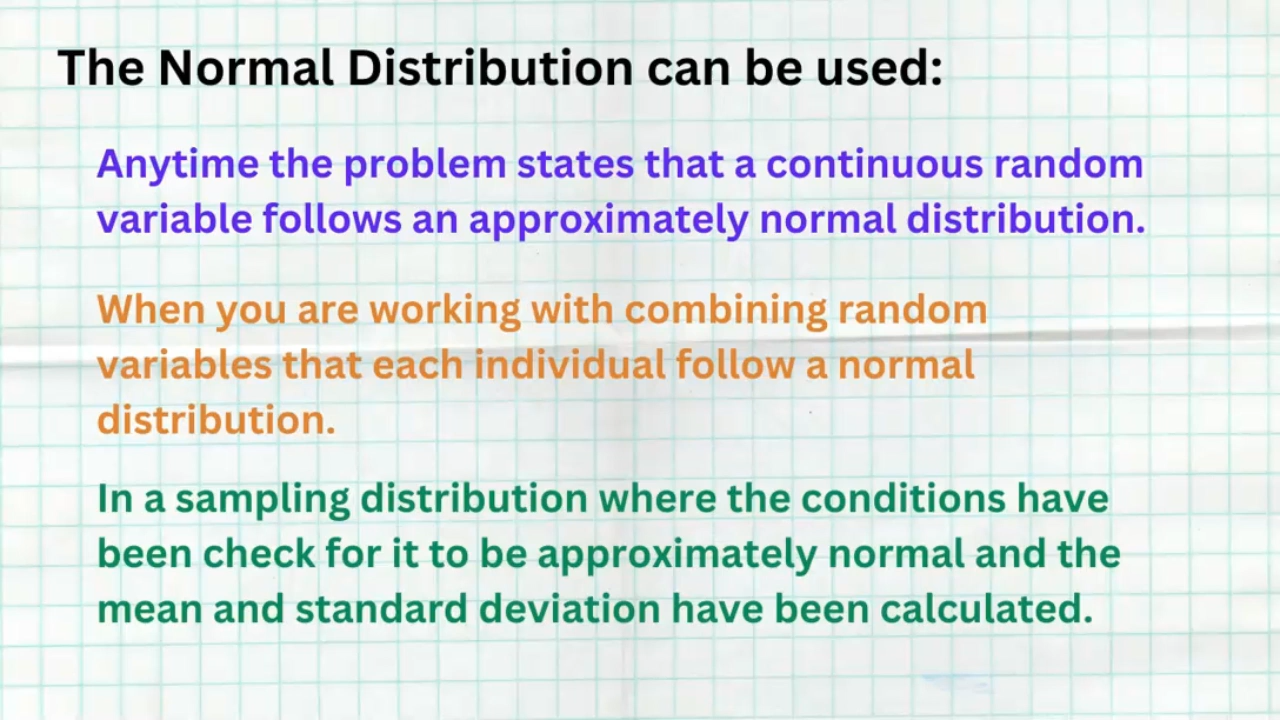 The Normal Distribution can be used:
Anytime the problem states that a continuous random
variable follows an approximately normal distribution.
When you are working with combining random
variables that each individual follow a normal
distribution.
In a sampling distribution where the conditions have
been check for it to be approximately normal and the
mean and standard deviation have been calculated.